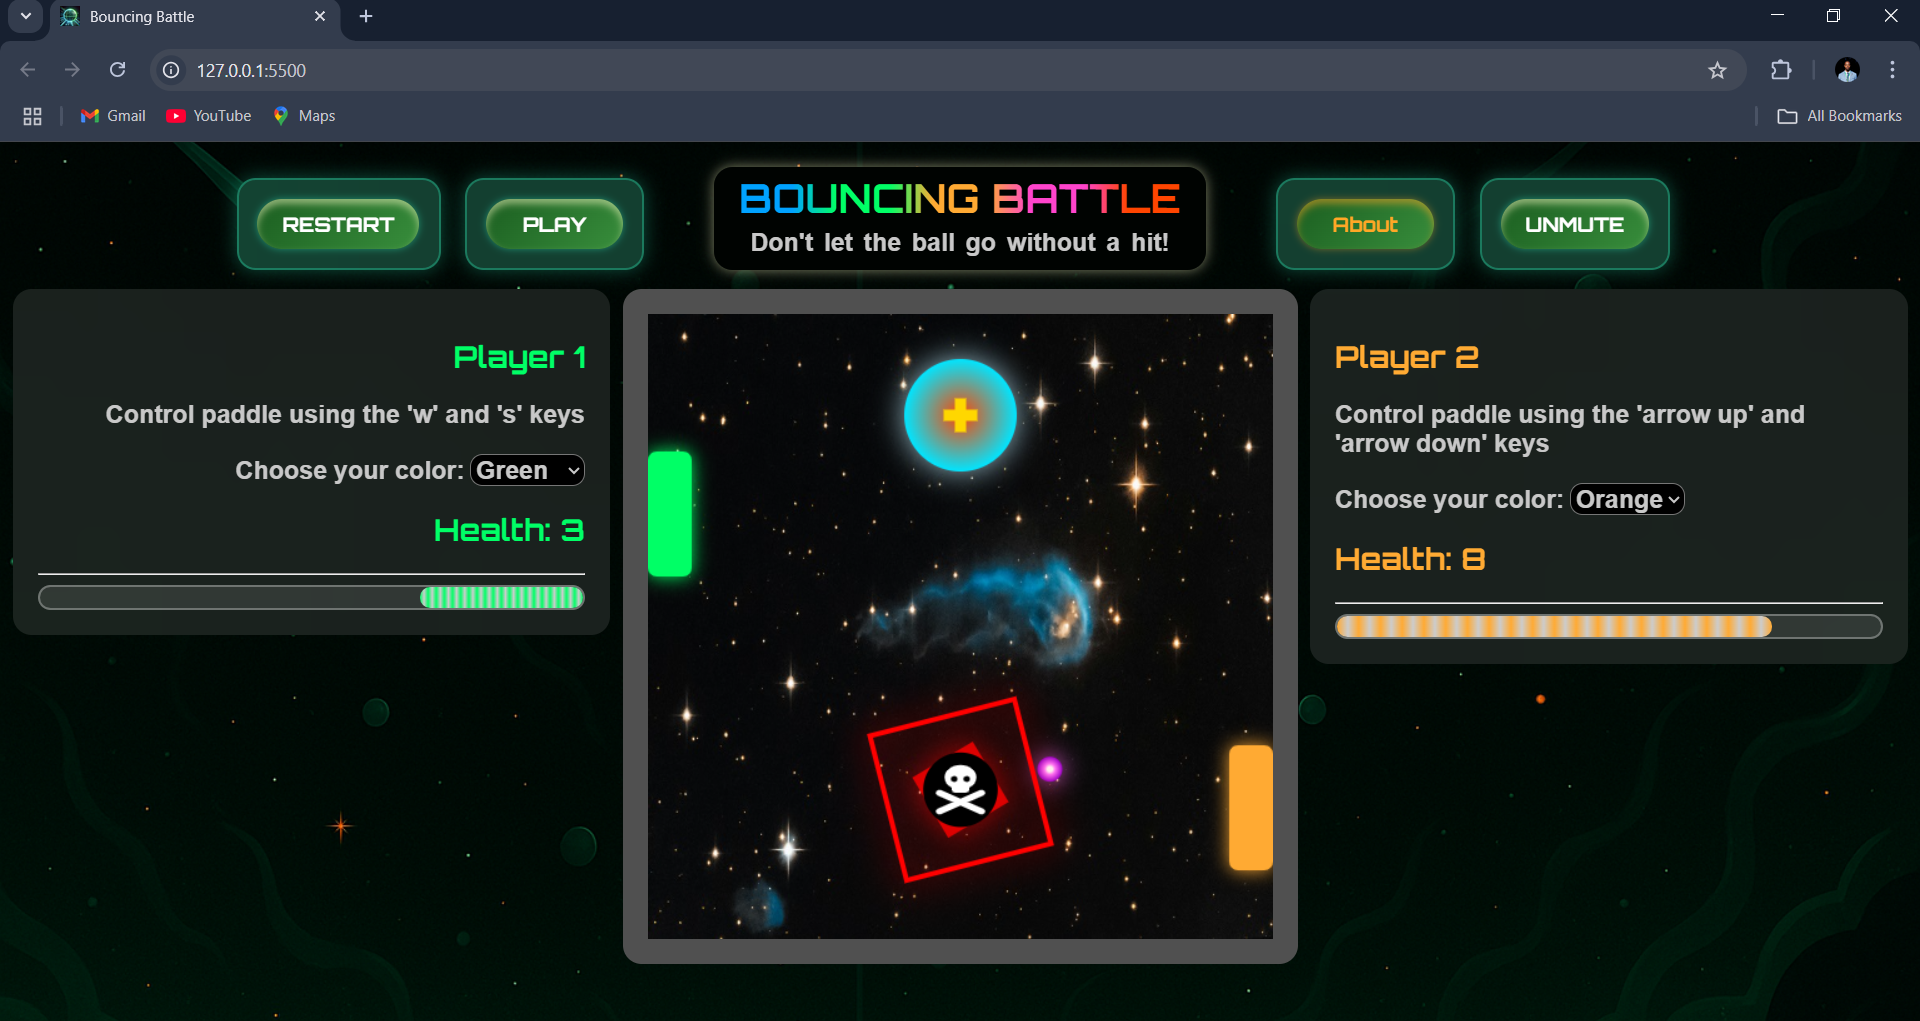 Bouncing Battle
127.0.0.1:5500
Gmail
YouTube
Maps
All Bookmarks
RESTART
PLAY
BOUNCING BATTLE
Don't let the ball go without a hit!
About
UNMUTE
Player 1
Control paddle using the 'w' and 's' keys
Choose your color: Green
Health: 3
Player 2
Control paddle using the 'arrow up' and
'arrow down' keys
Choose your color: Orange
Health: 8